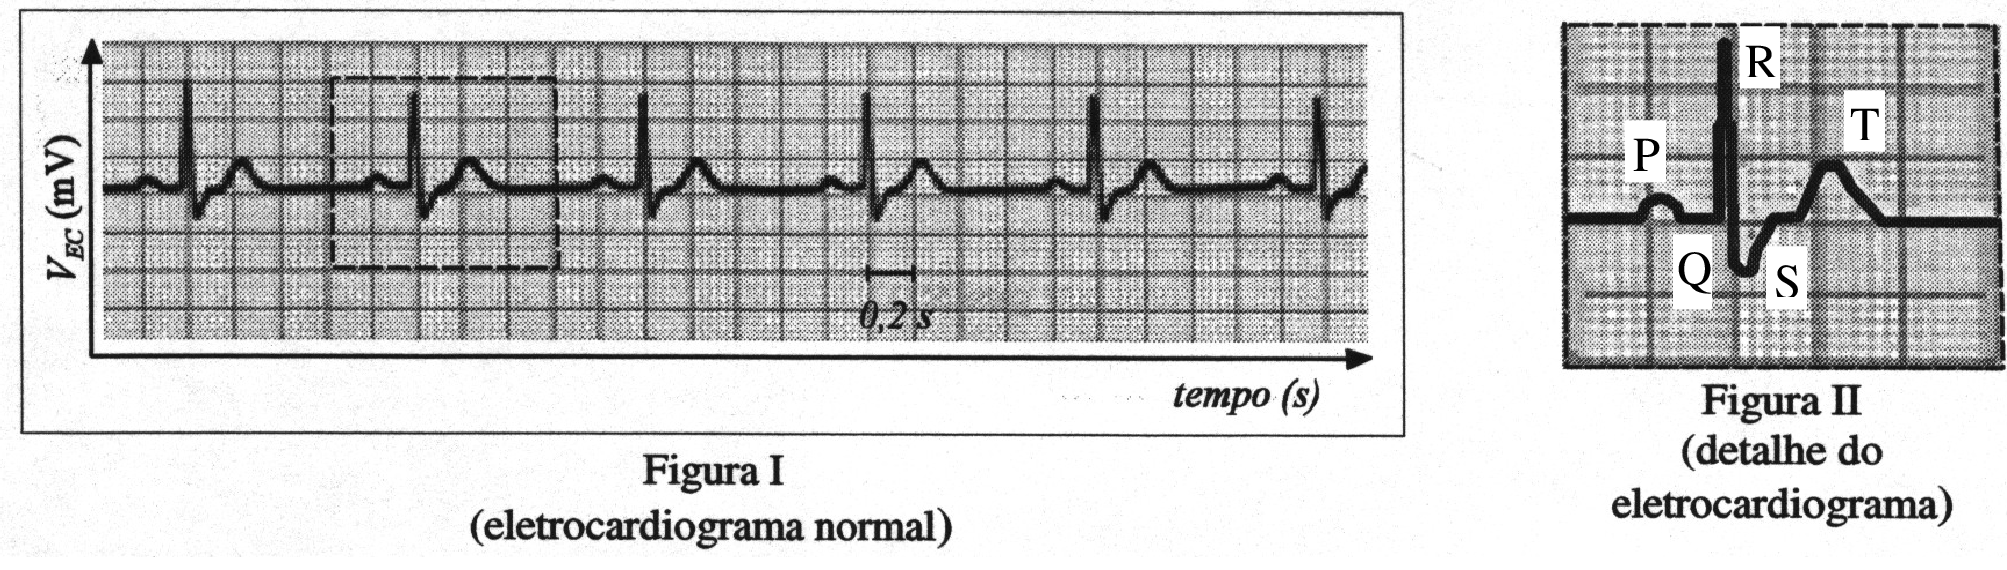 V_EC (mV)
0,2 s
tempo (s)
Figura I
(eletrocardiograma normal)
R
T
P
Q
S
Figura II
(detalhe do
eletrocardiograma)